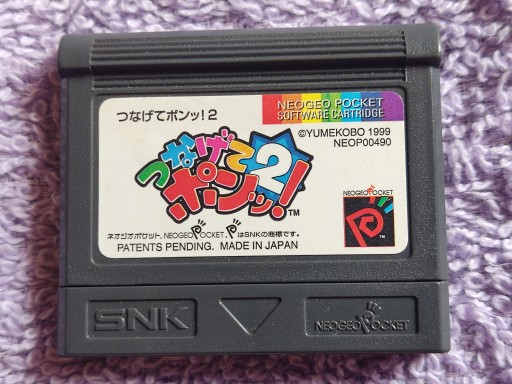 つなげてポンッ!2
NEOGEO POCKET
SOFTWARE CARTRIDGE
©YUMEKOBO 1999
NEOP00490
つなげて
ポンッ!2™
NEOGEO POCKET
™
ネオジオポケット, NEOGEO POCKET, PはSNKの商標です。
PATENTS PENDING. MADE IN JAPAN
SNK
NEOGEO POCKET